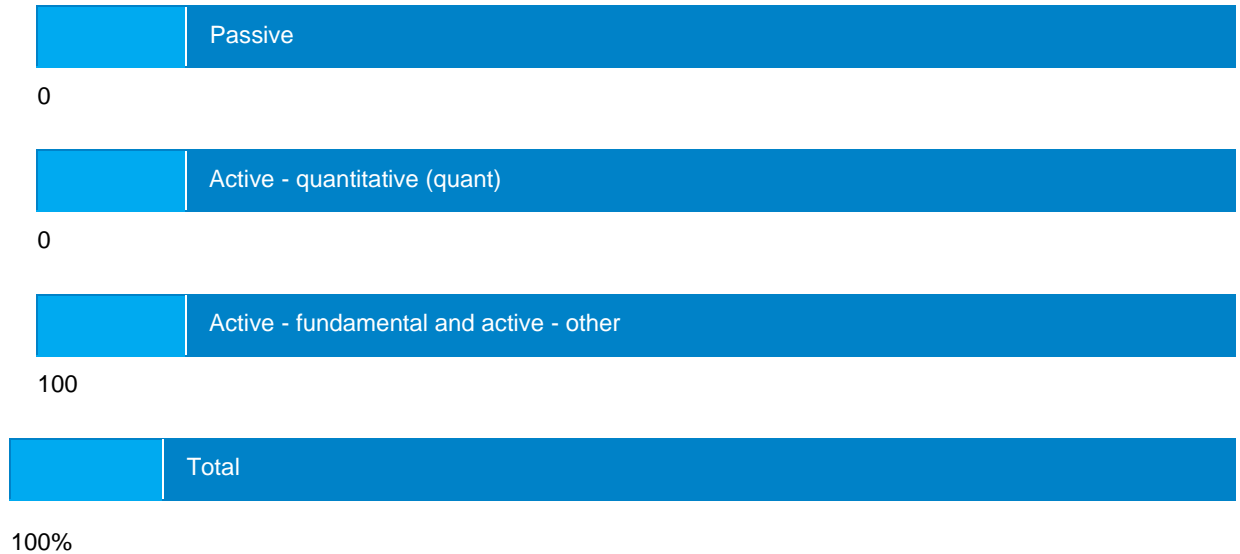 Passive
0
Active - quantitative (quant)
0
Active - fundamental and active - other
100
Total
100%